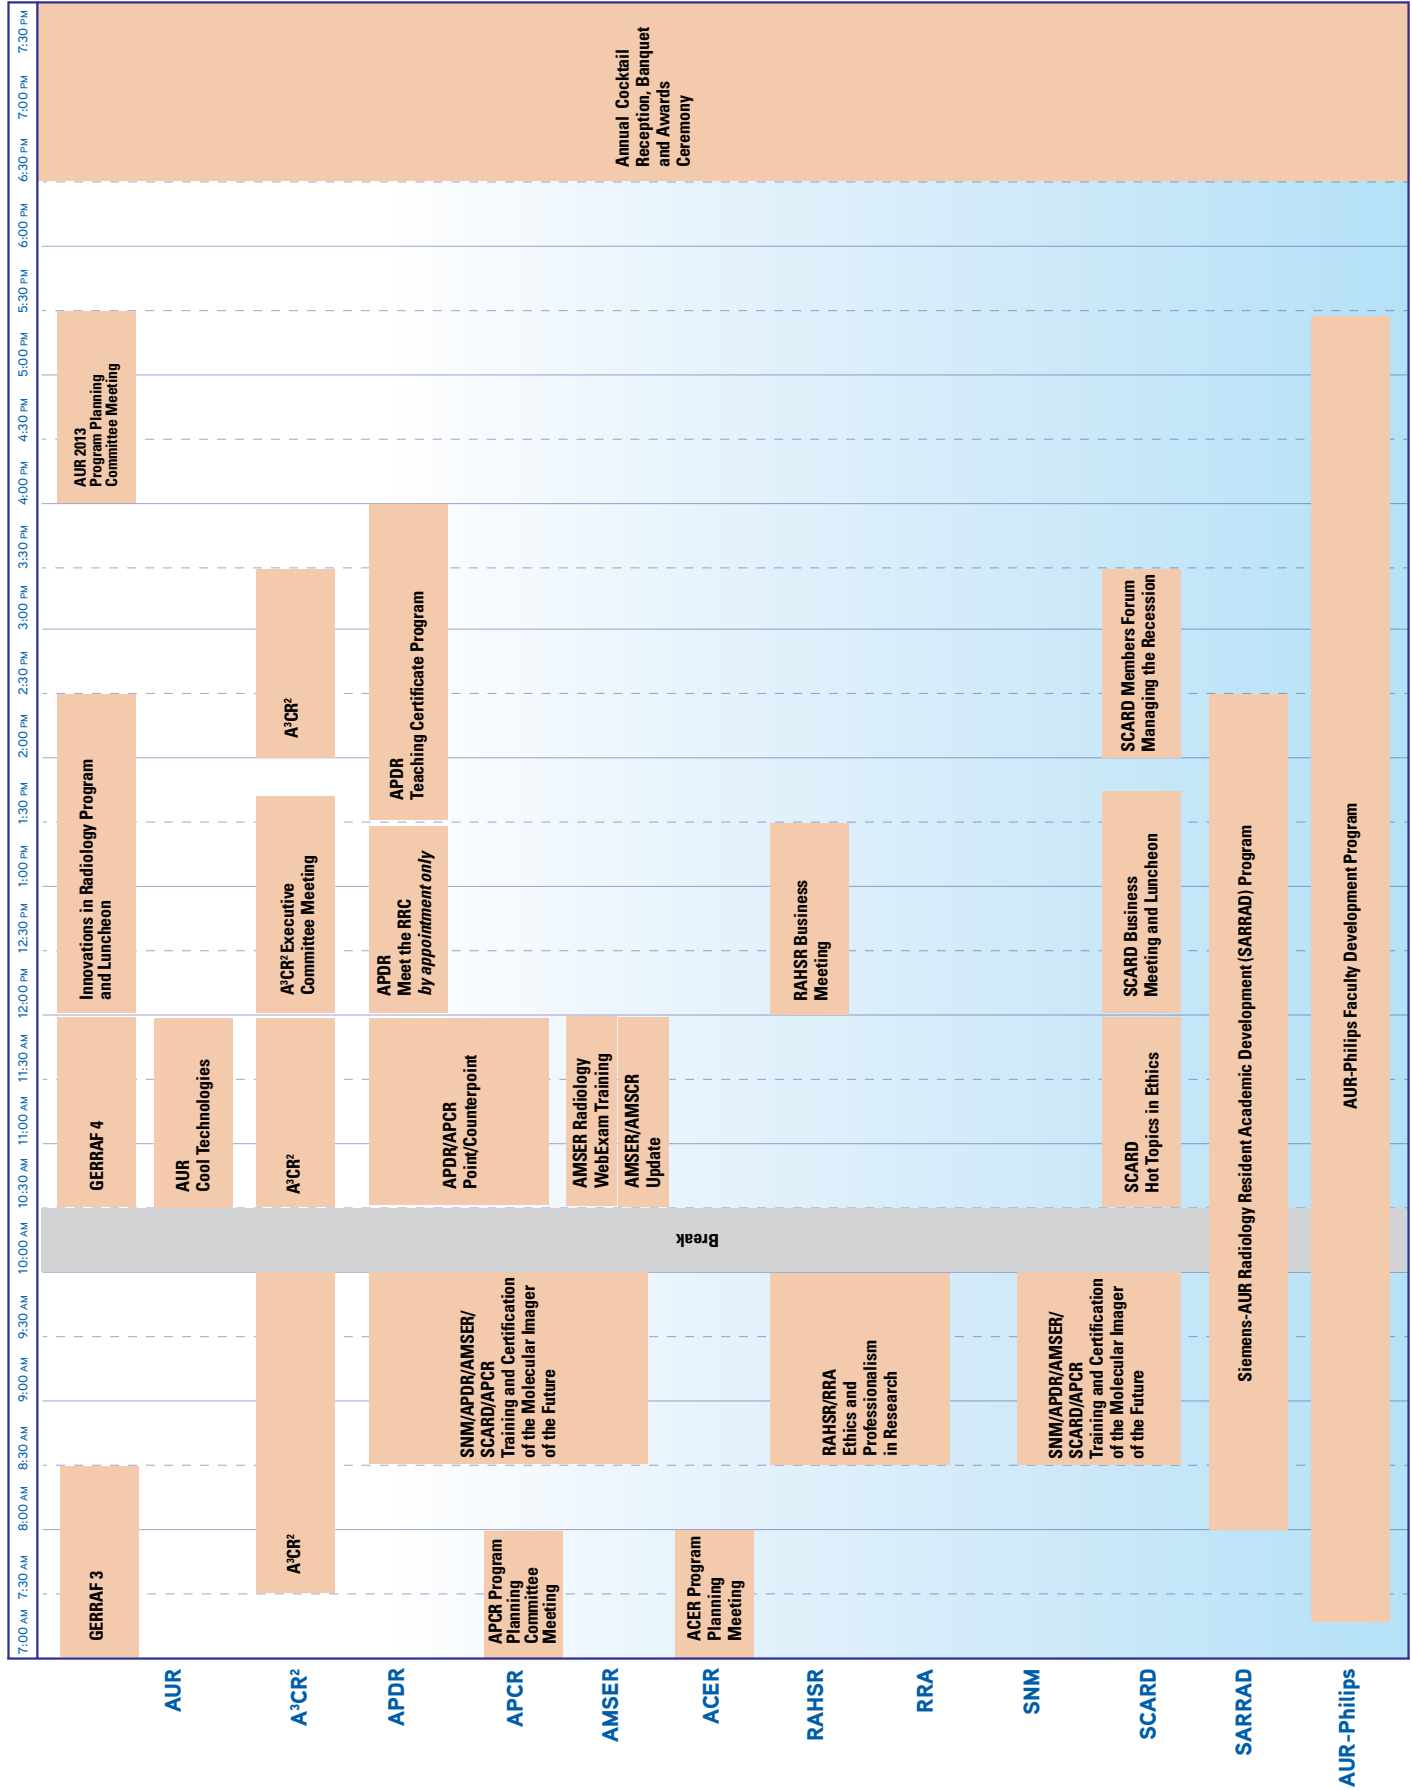 7:00 AM
7:30 AM
8:00 AM
8:30 AM
9:00 AM
9:30 AM
10:00 AM
10:30 AM
11:00 AM
11:30 AM
12:00 PM
12:30 PM
1:00 PM
1:30 PM
2:00 PM
2:30 PM
3:00 PM
3:30 PM
4:00 PM
4:30 PM
5:00 PM
5:30 PM
6:00 PM
6:30 PM
7:00 PM
7:30 PM
AUR
GERRAF 3
GERRAF 4
Innovations in Radiology Program
and Luncheon
AUR 2013
Program Planning
Committee Meeting
AUR
Cool Technologies
A³CR²
A³CR²
A³CR²
A³CR² Executive
Committee Meeting
A³CR²
APDR
SNM/APDR/AMSER/
SCARD/APCR
Training and Certification
of the Molecular Imager
of the Future
APDR/APCR
Point/Counterpoint
APDR
Meet the RRC
by appointment only
APDR
Teaching Certificate Program
APCR
APCR Program
Planning
Committee
Meeting
AMSER
AMSER Radiology
WebExam Training
AMSER/AMSCR
Update
ACER
ACER Program
Planning
Meeting
Break
Annual Cocktail
Reception, Banquet
and Awards
Ceremony
RAHSR
RAHSR/RRA
Ethics and
Professionalism
in Research
RAHSR Business
Meeting
RRA
SNM
SNM/APDR/AMSER/
SCARD/APCR
Training and Certification
of the Molecular Imager
of the Future
SCARD
SCARD
Hot Topics in Ethics
SCARD Business
Meeting and Luncheon
SCARD Members Forum
Managing the Recession
SARRAD
Siemens-AUR Radiology Resident Academic Development (SARRAD) Program
AUR-Philips
AUR-Philips Faculty Development Program